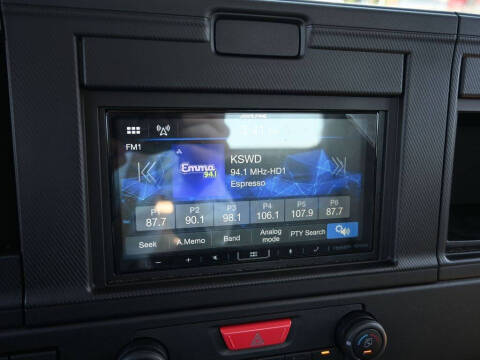 ALPINE
FM1
KSWD
94.1 MHz-HD1
Espresso
Emma
94.1
P1 P2 P3 P4 P5 P6
87.7 90.1 98.1 106.1 107.9 87.7
Seek A.Memo Band Analog mode PTY Search